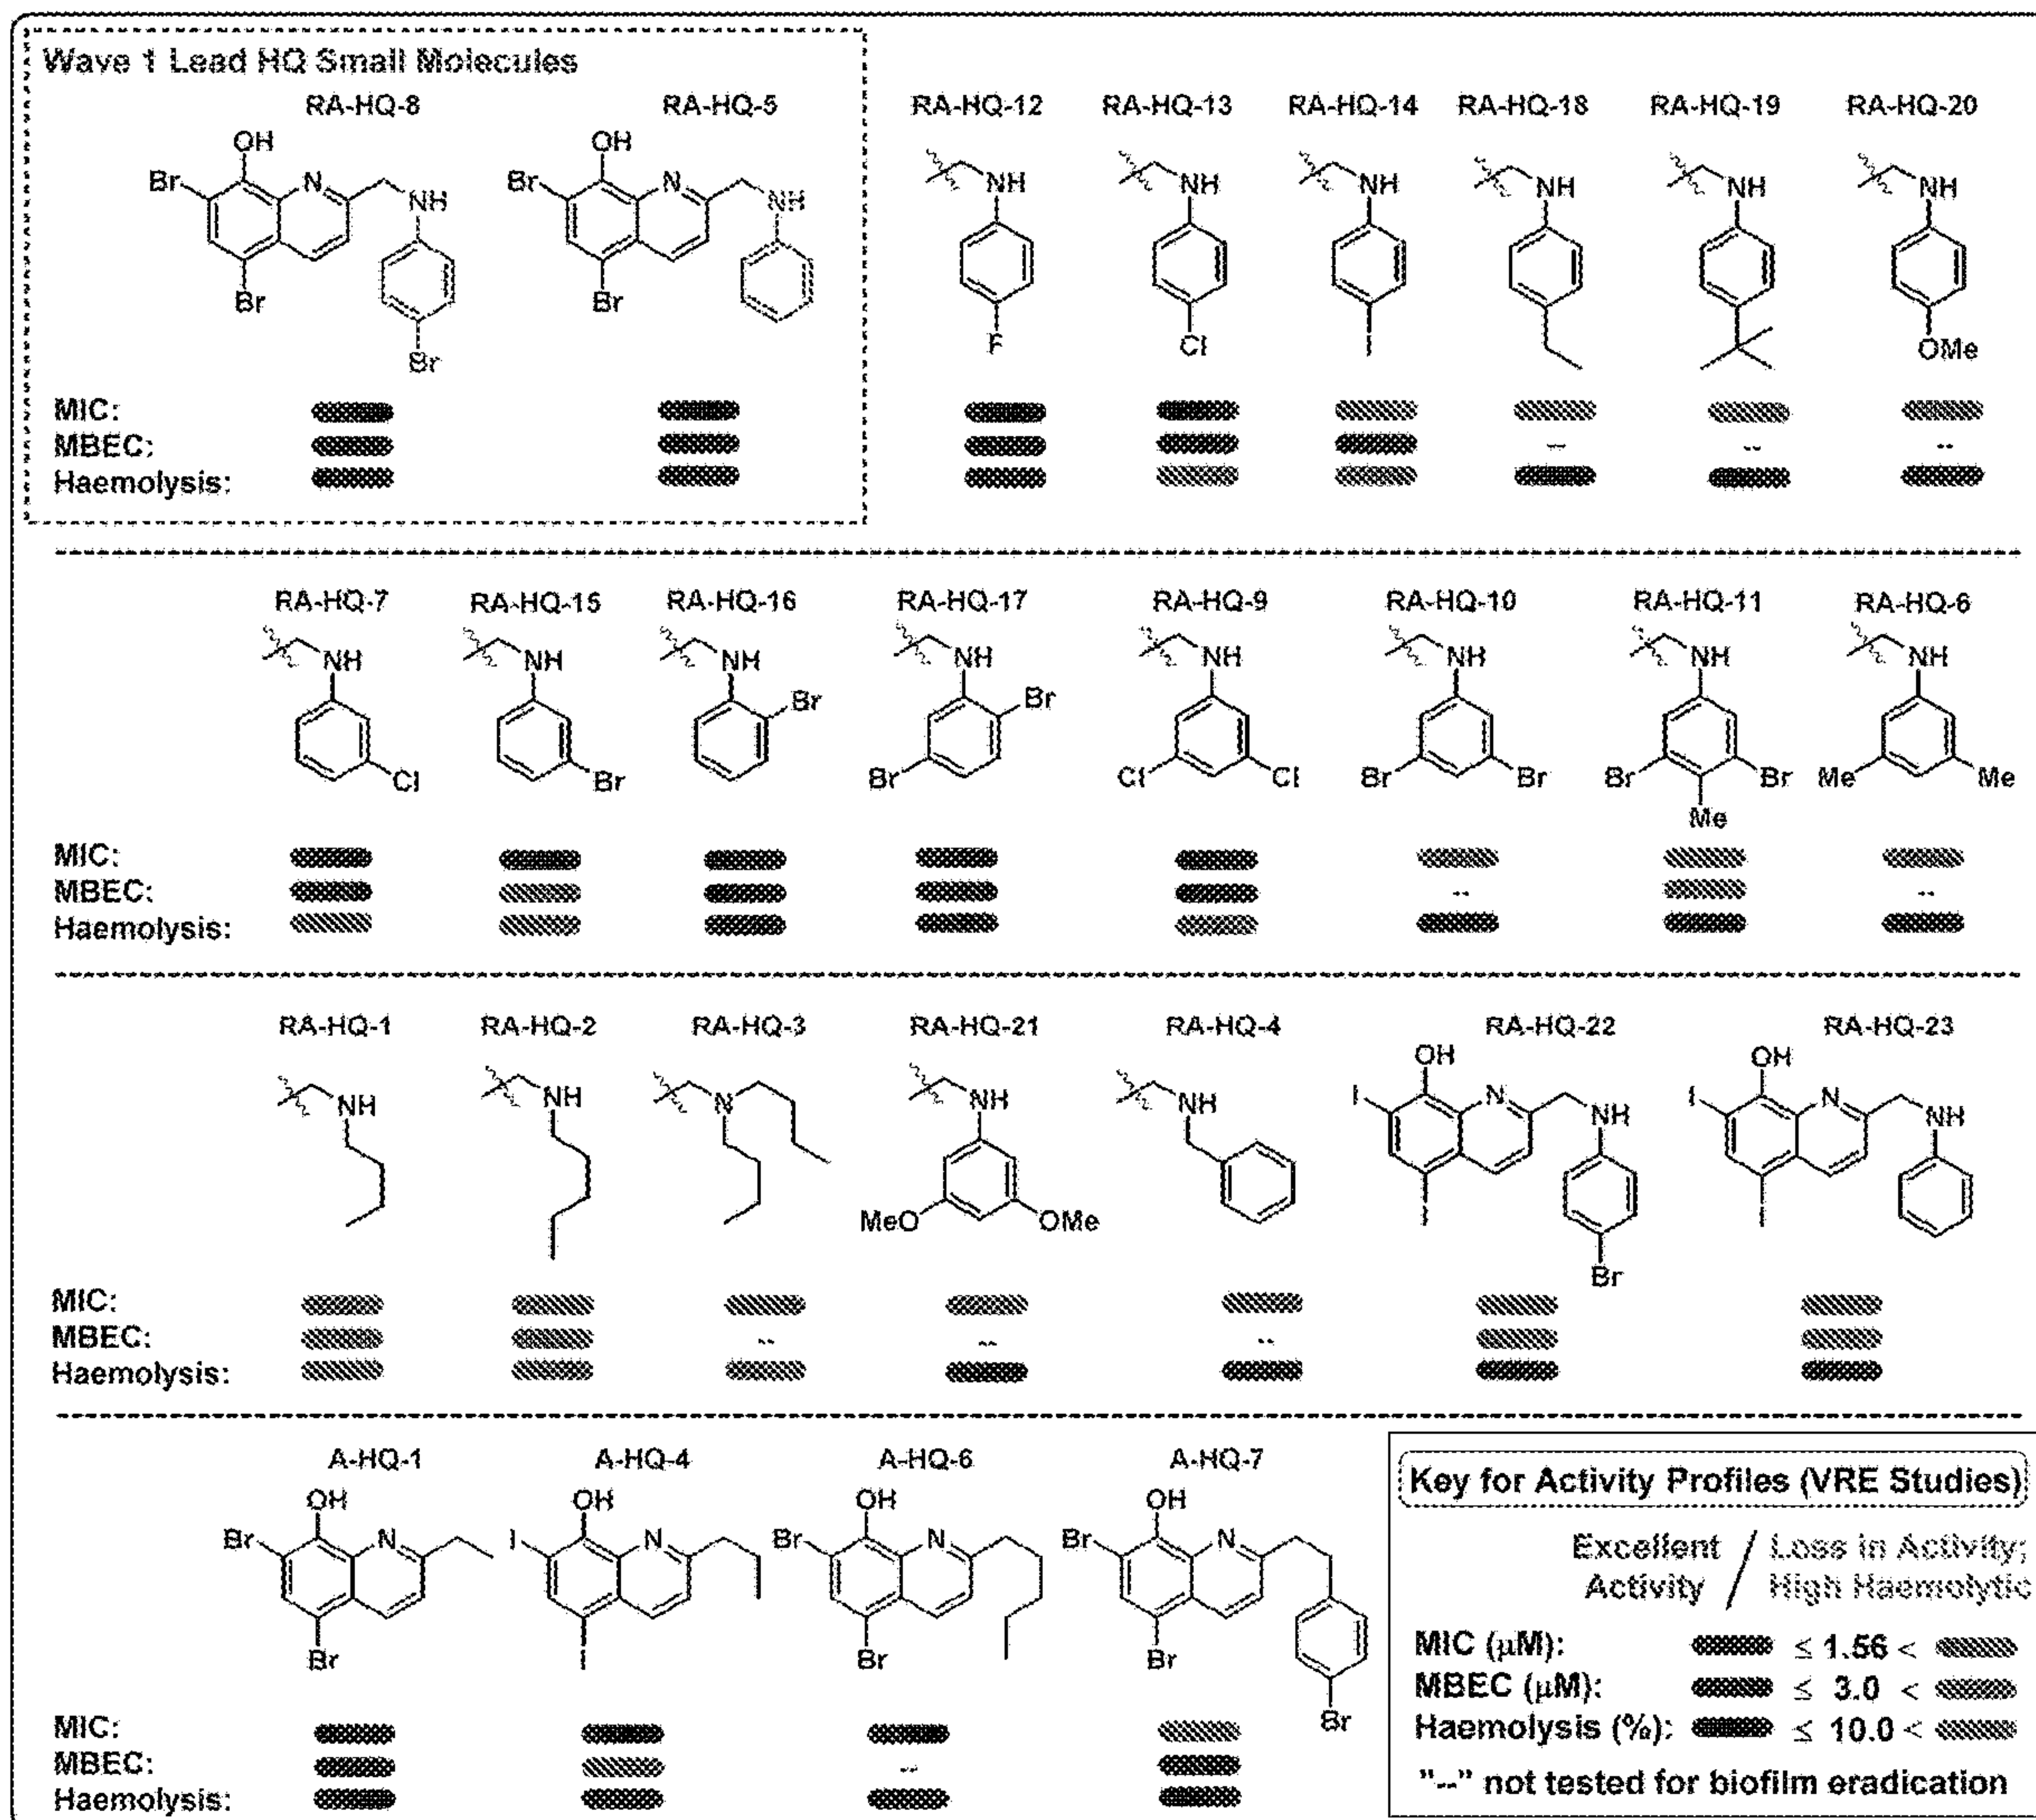 Wave 1 Lead HQ Small Molecules
RA-HQ-8 RA-HQ-5 RA-HQ-12 RA-HQ-13 RA-HQ-14 RA-HQ-18 RA-HQ-19 RA-HQ-20
OH OH NH NH NH NH NH NH
Br N NH Br N NH
Br Br F Cl I OMe
Br
MIC:
MBEC: -- -- --
Haemolysis:
RA-HQ-7 RA-HQ-15 RA-HQ-16 RA-HQ-17 RA-HQ-9 RA-HQ-10 RA-HQ-11 RA-HQ-6
NH NH NH NH NH NH NH NH
Br Br
Cl Br Br Cl Cl Br Br Br Br Me Me
Me
MIC:
MBEC: -- --
Haemolysis:
RA-HQ-1 RA-HQ-2 RA-HQ-3 RA-HQ-21 RA-HQ-4 RA-HQ-22 RA-HQ-23
OH OH
NH NH N NH NH I N NH I N NH
MeO OMe I I
Br
MIC:
MBEC: -- -- --
Haemolysis:
A-HQ-1 A-HQ-4 A-HQ-6 A-HQ-7
OH OH OH OH
Br N I N Br N Br N
Br I Br Br
Br
MIC:
MBEC: --
Haemolysis:
Key for Activity Profiles (VRE Studies)
Excellent / Loss in Activity;
Activity High Haemolytic
MIC (μM): ≤ 1.56 <
MBEC (μM): ≤ 3.0 <
Haemolysis (%): ≤ 10.0 <
"--" not tested for biofilm eradication